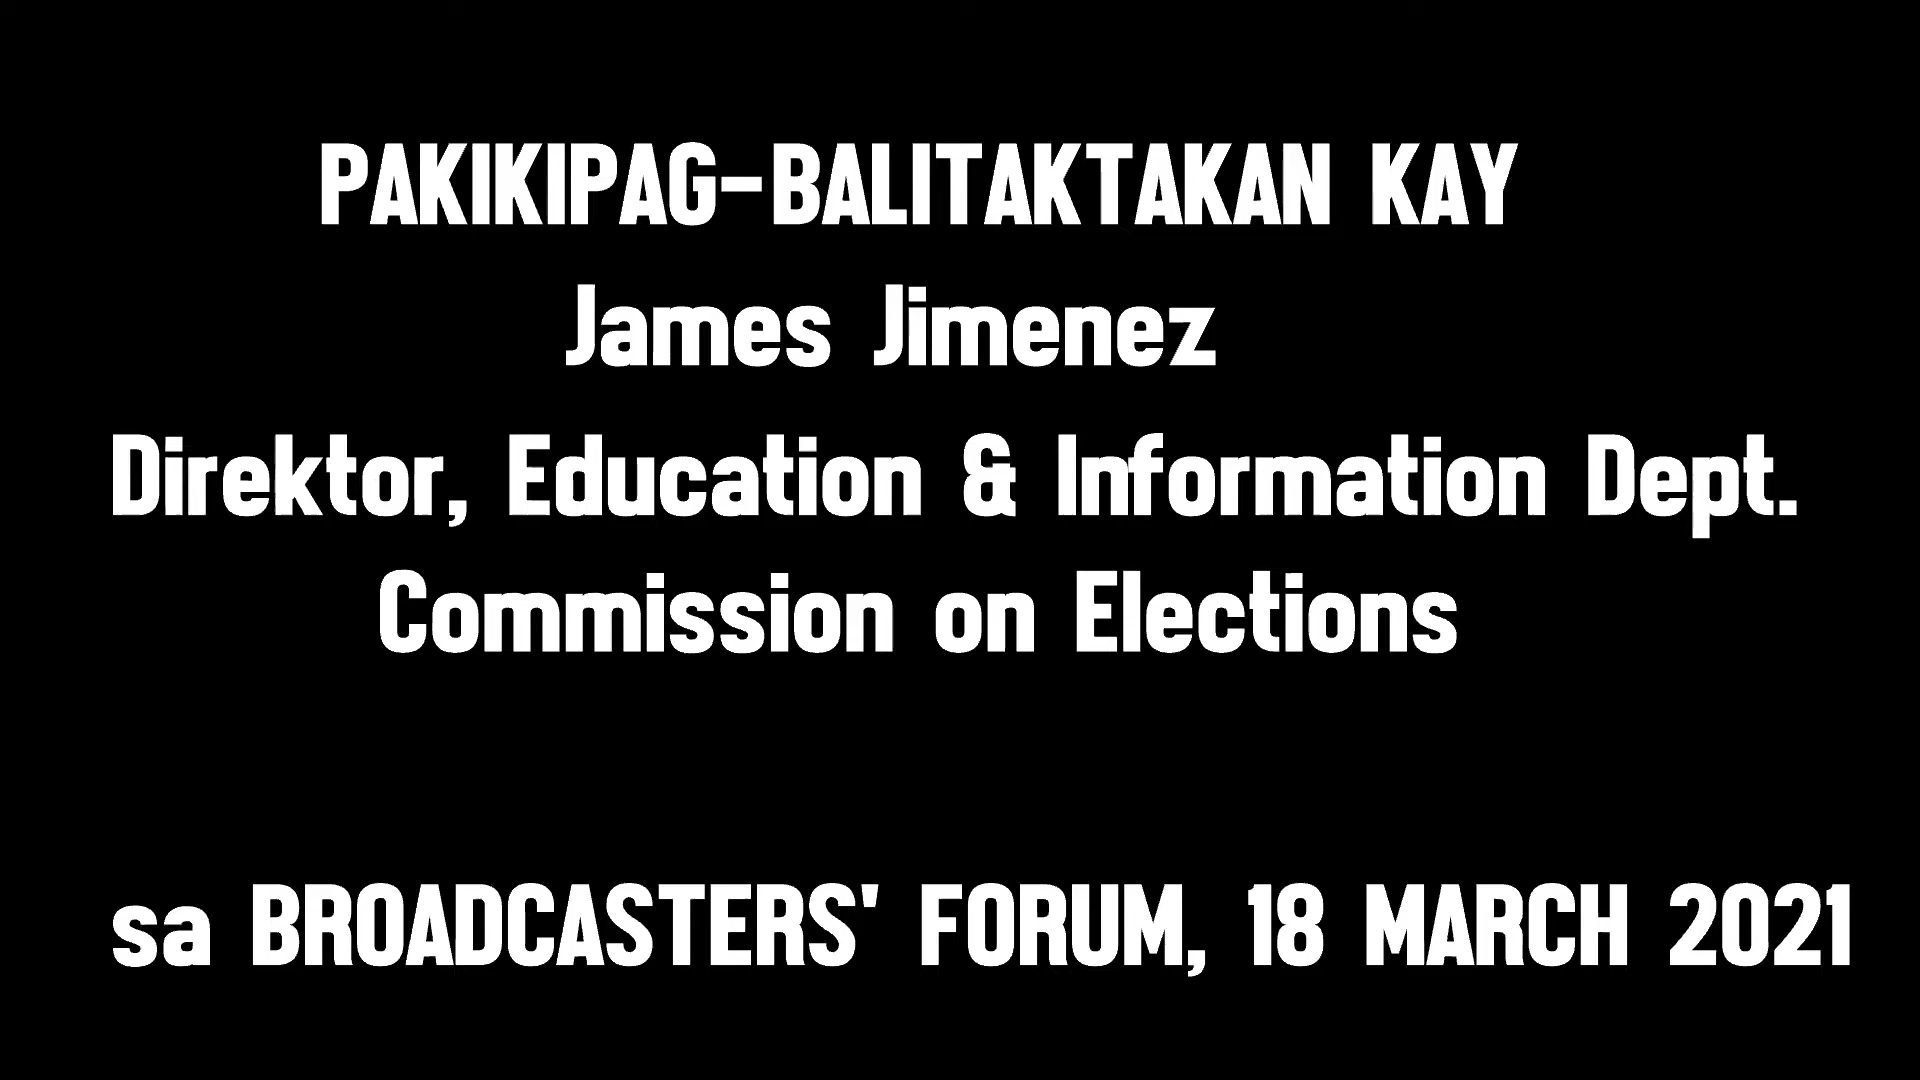 PAKIKIPAG-BALITAKTAKAN KAY
James Jimenez
Direktor, Education & Information Dept.
Commission on Elections
sa BROADCASTERS' FORUM, 18 MARCH 2021